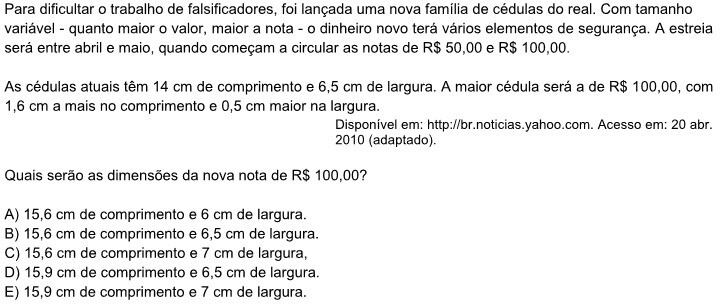 Para dificultar o trabalho de falsificadores, foi lançada uma nova família de cédulas do real. Com tamanho
variável - quanto maior o valor, maior a nota - o dinheiro novo terá vários elementos de segurança. A estreia
será entre abril e maio, quando começam a circular as notas de R$ 50,00 e R$ 100,00.
As cédulas atuais têm 14 cm de comprimento e 6,5 cm de largura. A maior cédula será a de R$ 100,00, com
1,6 cm a mais no comprimento e 0,5 cm maior na largura.
Disponível em: http://br.noticias.yahoo.com. Acesso em: 20 abr.
2010 (adaptado).
Quais serão as dimensões da nova nota de R$ 100,00?
A) 15,6 cm de comprimento e 6 cm de largura.
B) 15,6 cm de comprimento e 6,5 cm de largura.
C) 15,6 cm de comprimento e 7 cm de largura,
D) 15,9 cm de comprimento e 6,5 cm de largura.
E) 15,9 cm de comprimento e 7 cm de largura.